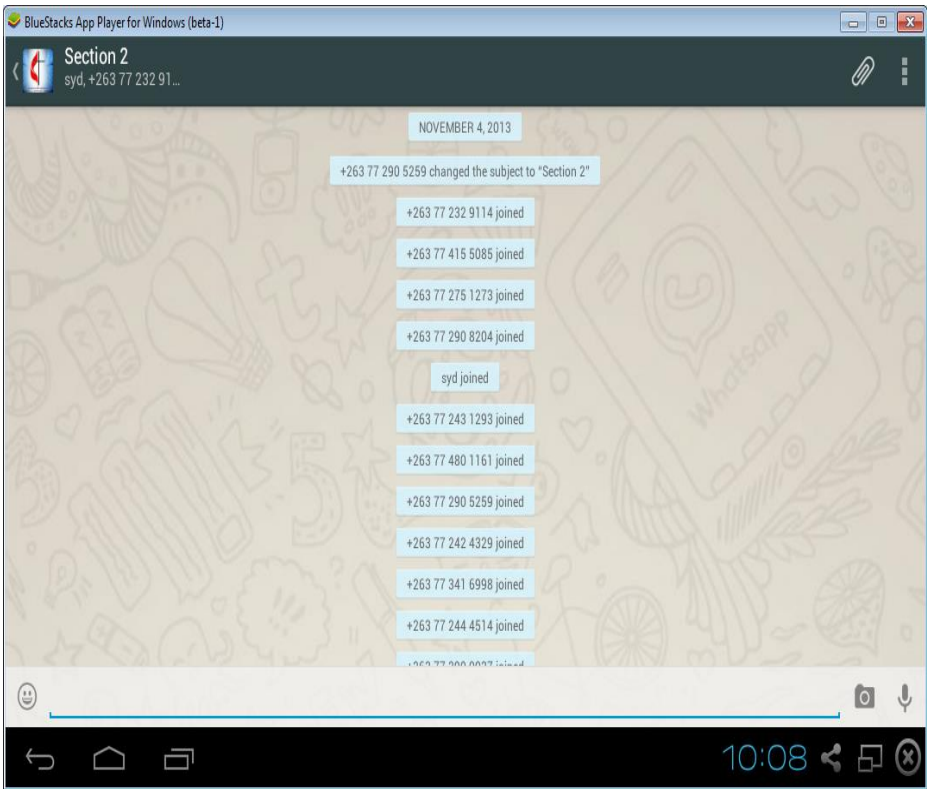 BlueStacks App Player for Windows (beta-1)
Section 2
syd, +263 77 232 91...
NOVEMBER 4, 2013
+263 77 290 5259 changed the subject to “Section 2”
+263 77 232 9114 joined
+263 77 415 5085 joined
+263 77 275 1273 joined
+263 77 290 8204 joined
syd joined
+263 77 243 1293 joined
+263 77 480 1161 joined
+263 77 290 5259 joined
+263 77 242 4329 joined
+263 77 341 6998 joined
+263 77 244 4514 joined
WhatsApp
10:08